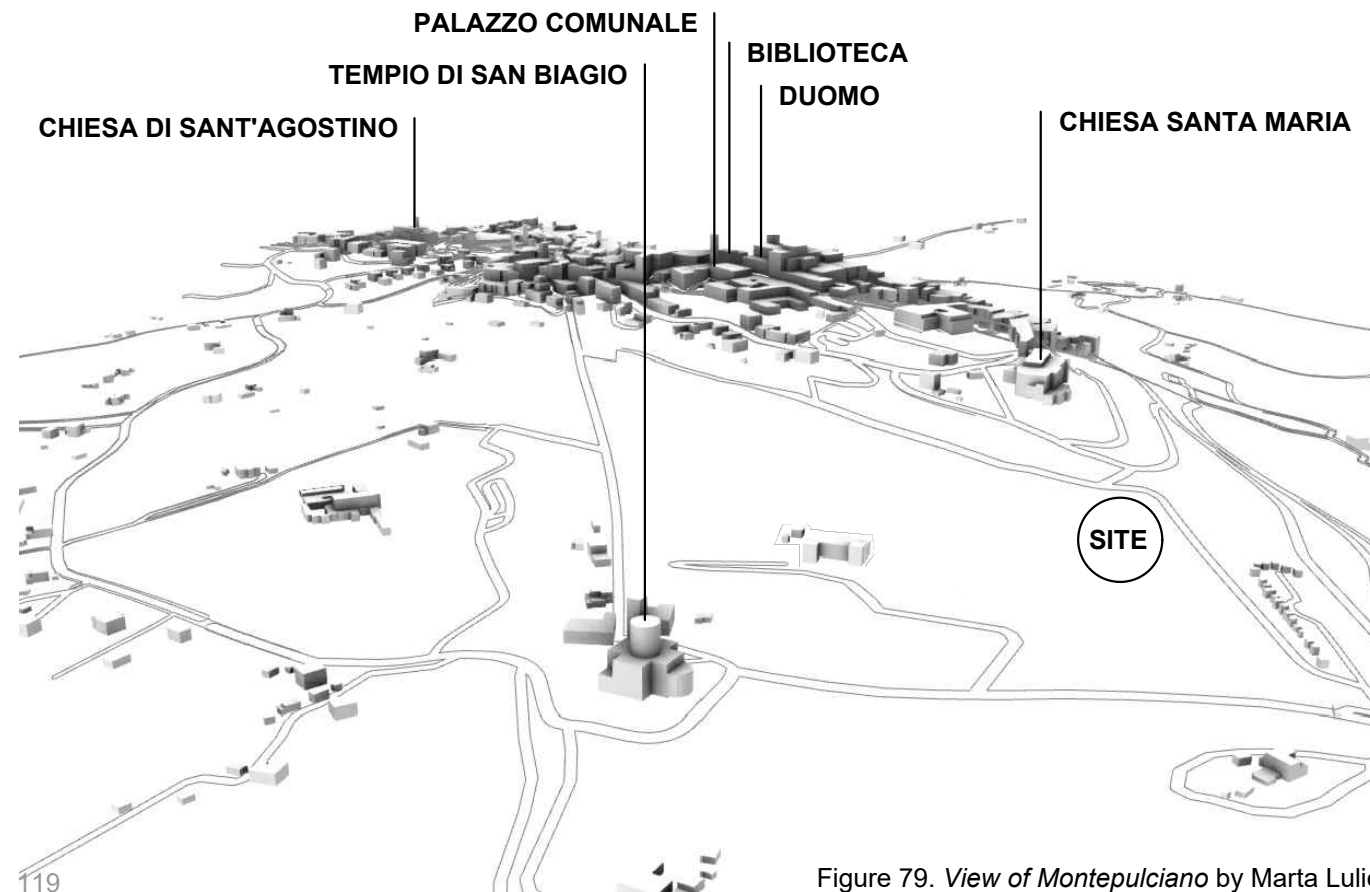 PALAZZO COMUNALE
BIBLIOTECA
TEMPIO DI SAN BIAGIO
DUOMO
CHIESA DI SANT'AGOSTINO
CHIESA SANTA MARIA
SITE
119
Figure 79. View of Montepulciano by Marta